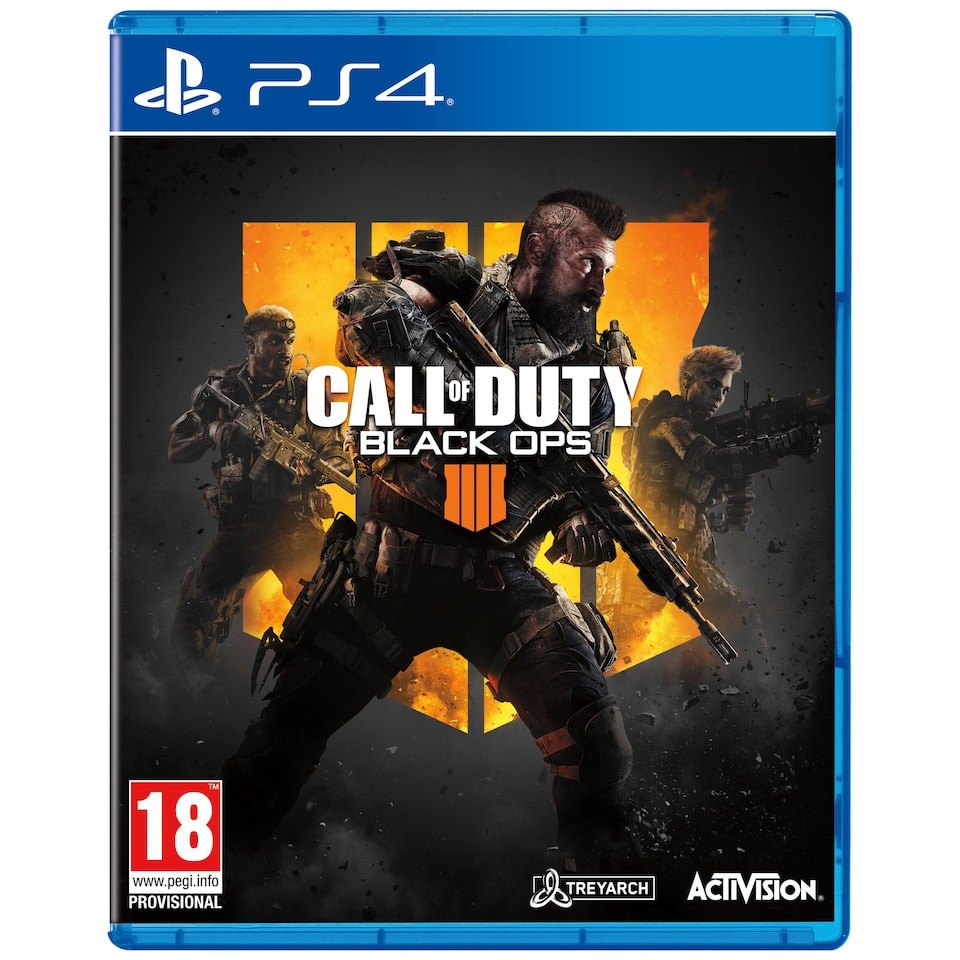 PS4
CALL OF DUTY
BLACK OPS
IIII
18
www.pegi.info
PROVISIONAL
TREYARCH
ACTIVISION